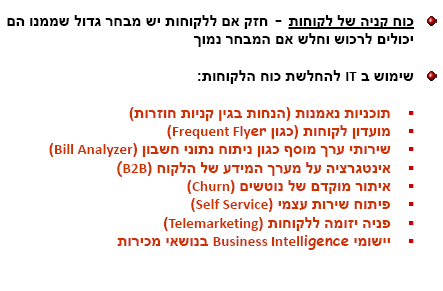 כוח קניה של לקוחות - חזק אם ללקוחות יש מבחר גדול שממנו הם
יכולים לרכוש וחלש אם המבחר נמוך
שימוש ב IT להחלשת כוח הלקוחות:
תוכניות נאמנות (הנחות בגין קניות חוזרות)
מועדון לקוחות (כגון Frequent Flyer)
שירותי ערך מוסף כגון ניתוח נתוני חשבון (Bill Analyzer)
אינטגרציה על מערך המידע של הלקוח (B2B)
איתור מוקדם של נוטשים (Churn)
פיתוח שירות עצמי (Self Service)
פניה יזומה ללקוחות (Telemarketing)
יישומי Business Intelligence בנושאי מכירות